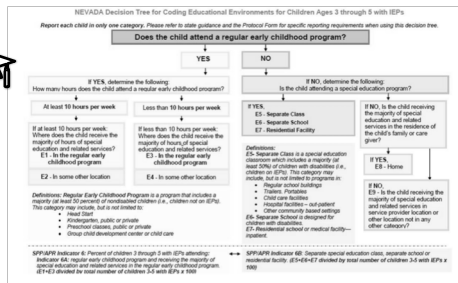 NEVADA Decision Tree for Coding Educational Environments for Children Ages 3 through 5 with IEPs
Report each child in only one category. Please refer to state guidance and the Protocol Form for specific reporting requirements when using this decision tree.
Does the child attend a regular early childhood program?
YES
NO
If YES, determine the following:
How many hours does the child attend a regular early childhood program?
If NO, determine the following:
Is the child attending a special education program?
At least 10 hours per week
Less than 10 hours per week
If at least 10 hours per week:
Where does the child receive the
majority of hours of special
education and related services?
E1 - In the regular early
childhood program
E2 - In some other location
If less than 10 hours per week:
Where does the child receive the
majority of hours of special
education and related services?
E3 - In the regular early
childhood program
E4 - In some other location
Definitions: Regular Early Childhood Program is a program that includes a
majority (at least 50 percent) of nondisabled children (i.e., children not on IEPs).
This category may include, but is not limited to:
• Head Start
• Kindergarten, public or private
• Preschool classes, public or private
• Group child development center or child care
If YES,
E5 - Separate Class
E6 - Separate School
E7 - Residential Facility
Definitions:
E5- Separate Class is a special education
classroom which includes a majority (at
least 50%) of children with disabilities (i.e.,
children on IEPs). This category may
include, but is not limited to programs in:
• Regular school buildings
• Trailers. Portables
• Child care facilities
• Hospital facilities – out-patient
• Other community based settings
E6- Separate School is designed for
children with disabilities.
E7- Residential school or medical facility—
inpatient.
If NO, Is the child receiving
the majority of special
education and related
services in the residence of
the child's family or care
giver?
If YES,
E8 - Home
If NO,
E9 - Is the child receiving the
majority of special education
and related services in
service provider location or
other location not in any
other category?
SPP/APR Indicator 6: Percent of children 3 through 5 with IEPs attending:
Indicator 6A: regular early childhood program and receiving the majority of
special education and related services in the regular early childhood program.
(E1+E3 divided by total number of children 3-5 with IEPs x 100)
SPP/APR Indicator 6B: Separate special education class, separate school or
residential facility. (E5+E6+E7 divided by total number of children 3-5 with IEPs
x 100)